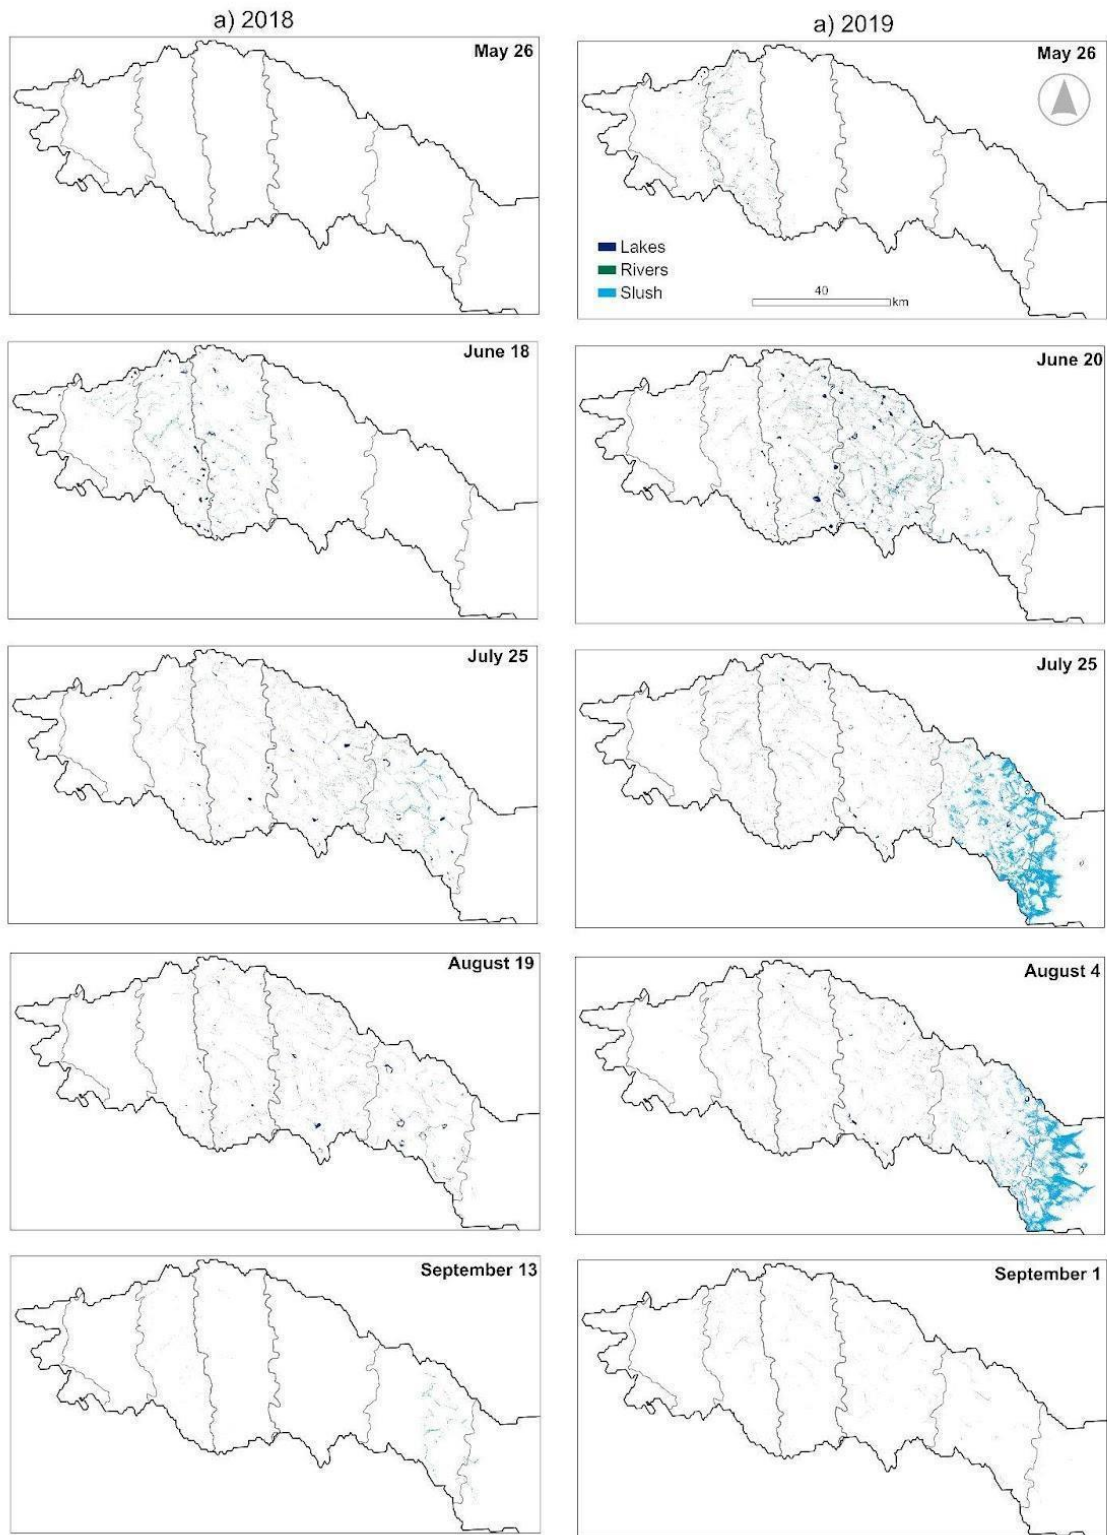 a) 2018
a) 2019
May 26
May 26
Lakes
Rivers
Slush
40
km
June 18
June 20
July 25
July 25
August 19
August 4
September 13
September 1